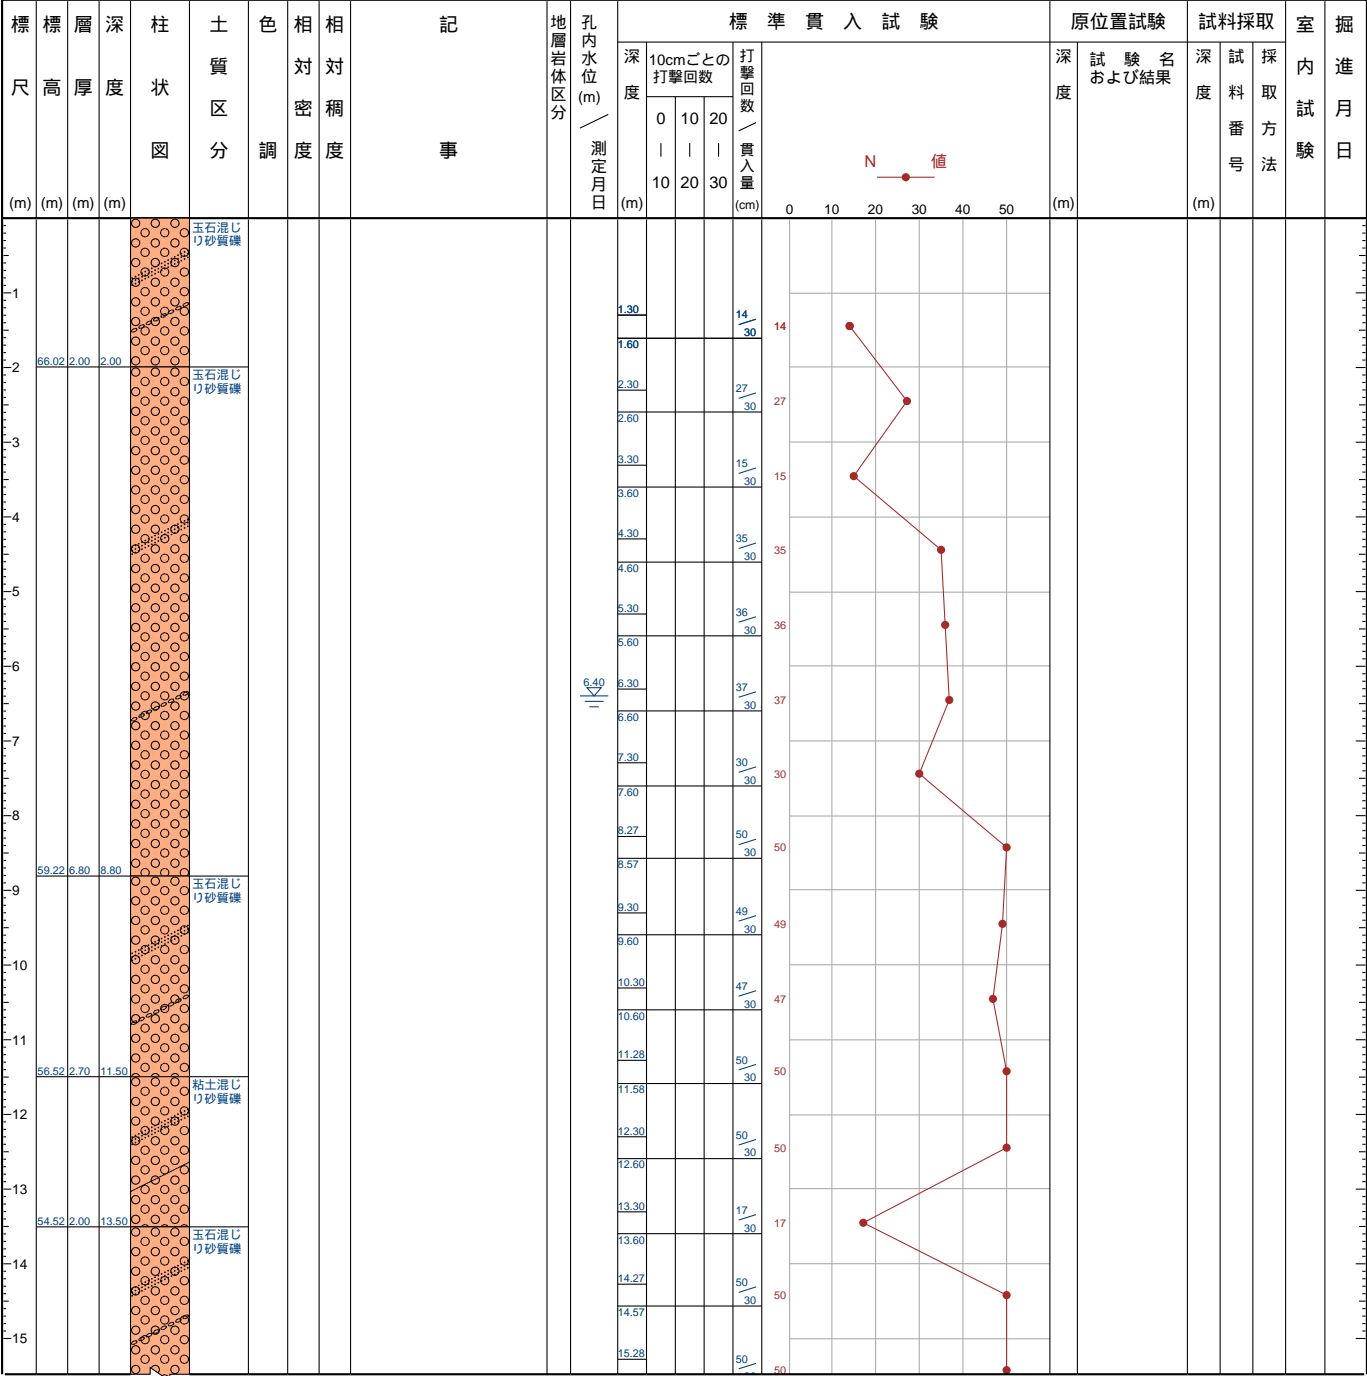 標尺 (m)
標高 (m)
層厚 (m)
深度 (m)
柱状図
土質区分
色調
相対密度
相対稠度
記事
地層岩体区分
孔内水位(m)／測定月日
標準貫入試験
深度 (m)
10cmごとの
打撃回数
0 10 20
| | |
10 20 30
打撃回数／貫入量 (cm)
N 値
0 10 20 30 40 50
原位置試験
深度 (m)
試験名
および結果
試料採取
深度 (m)
試料番号
採取方法
室内試験
掘進月日
玉石混じ
り砂質礫
1
1.30 14/30 14
1.60
66.02 2.00 2.00
2
玉石混じ
り砂質礫
2.30 27/30 27
2.60
3
3.30 15/30 15
3.60
4
4.30 35/30 35
4.60
5
5.30 36/30 36
5.60
6
6.40
6.30 37/30 37
6.60
7
7.30 30/30 30
7.60
8
8.27 50/30 50
8.57
59.22 6.80 8.80
玉石混じ
り砂質礫
9
9.30 49/30 49
9.60
10
10.30 47/30 47
10.60
11
11.28 50/30 50
56.52 2.70 11.50
粘土混じ
り砂質礫
11.58
12
12.30 50/30 50
12.60
13
13.30 17/30 17
54.52 2.00 13.50
玉石混じ
り砂質礫
13.60
14
14.27 50/30 50
14.57
15
15.28 50 50